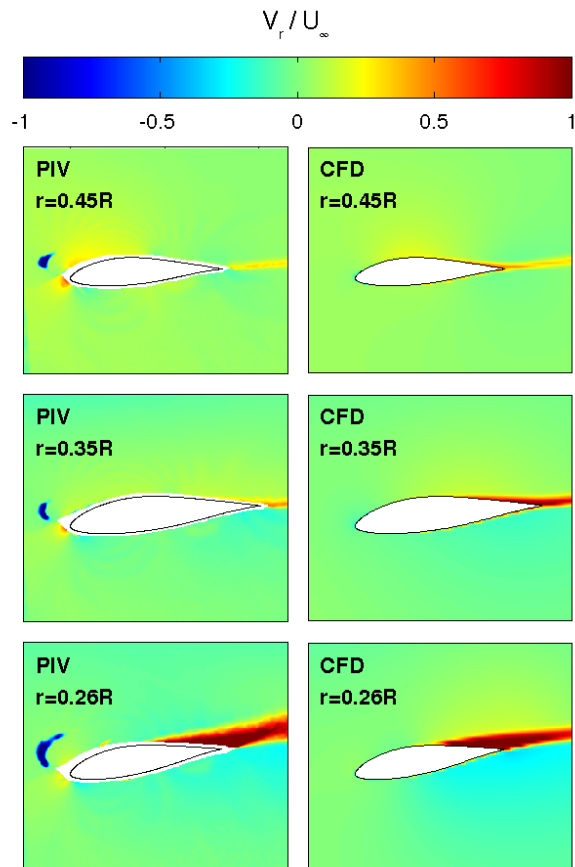 V_r / U_∞
-1 -0.5 0 0.5 1
PIV CFD
r=0.45R r=0.45R
PIV CFD
r=0.35R r=0.35R
PIV CFD
r=0.26R r=0.26R